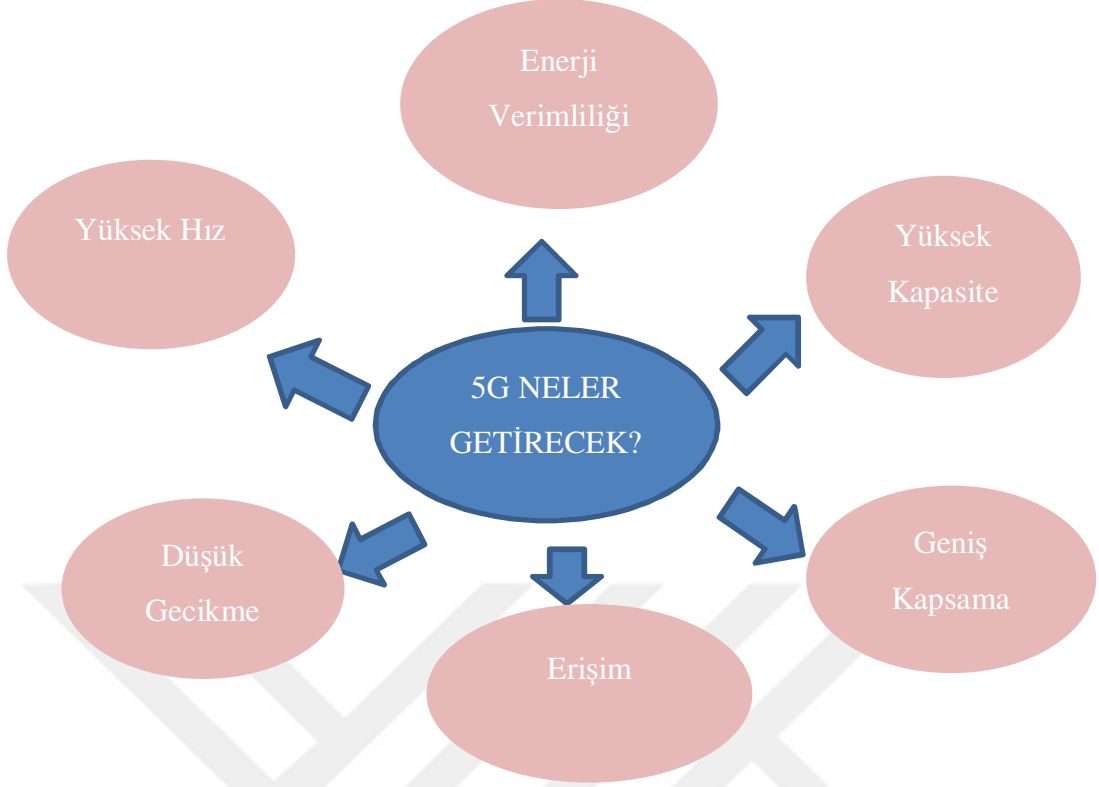 Enerji
Verimliliği
Yüksek Hız
Yüksek
Kapasite
5G NELER
GETİRECEK?
Düşük
Gecikme
Geniş
Kapsama
Erişim